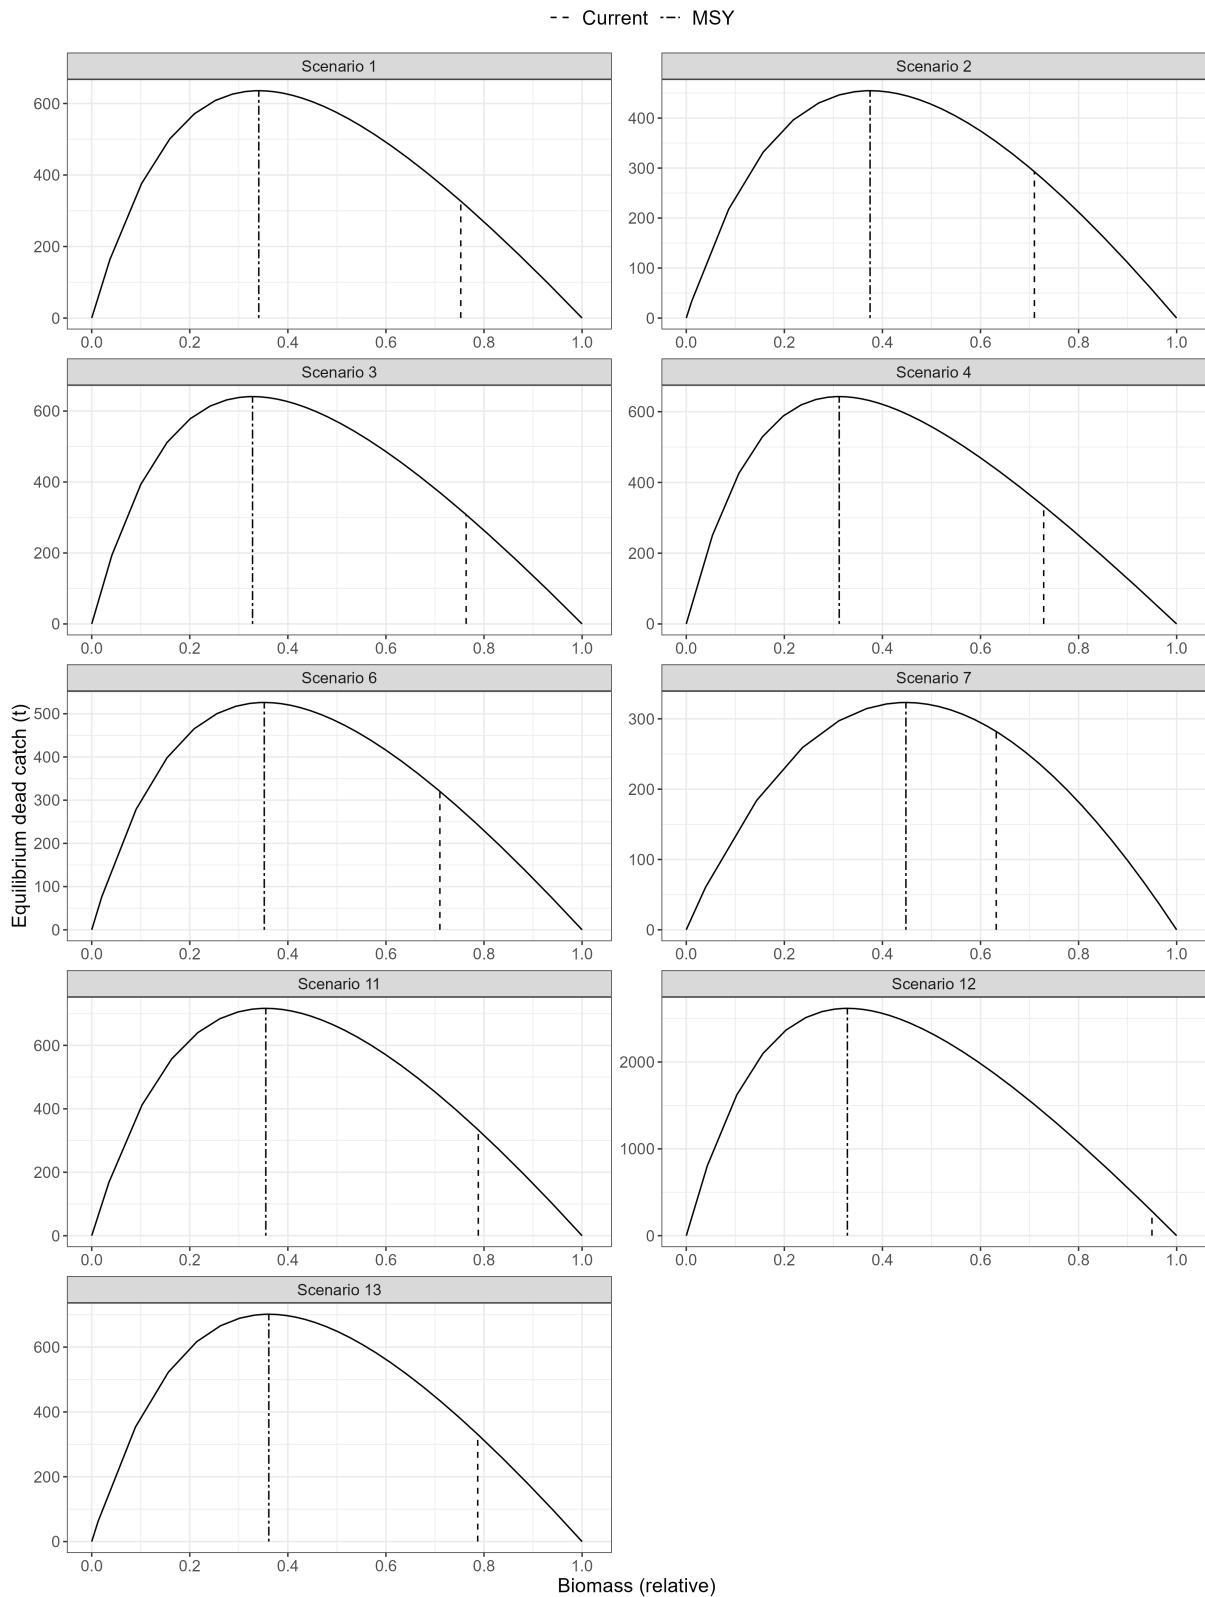 Current MSY
Scenario 1
600
400
200
0
0.0 0.2 0.4 0.6 0.8 1.0
Scenario 2
400
300
200
100
0
0.0 0.2 0.4 0.6 0.8 1.0
Scenario 3
600
400
200
0
0.0 0.2 0.4 0.6 0.8 1.0
Scenario 4
600
400
200
0
0.0 0.2 0.4 0.6 0.8 1.0
Equilibrium dead catch (t)
Scenario 6
500
400
300
200
100
0
0.0 0.2 0.4 0.6 0.8 1.0
Scenario 7
300
200
100
0
0.0 0.2 0.4 0.6 0.8 1.0
Scenario 11
600
400
200
0
0.0 0.2 0.4 0.6 0.8 1.0
Scenario 12
2000
1000
0
0.0 0.2 0.4 0.6 0.8 1.0
Scenario 13
600
400
200
0
0.0 0.2 0.4 0.6 0.8 1.0
Biomass (relative)